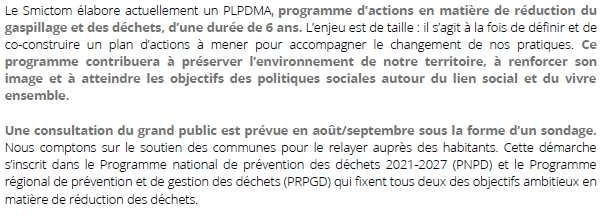 Le Smictom élabore actuellement un PLPDMA, programme d'actions en matière de réduction du
gaspillage et des déchets, d'une durée de 6 ans. L'enjeu est de taille : il s'agit à la fois de définir et de
co-construire un plan d'actions à mener pour accompagner le changement de nos pratiques. Ce
programme contribuera à préserver l'environnement de notre territoire, à renforcer son
image et à atteindre les objectifs des politiques sociales autour du lien social et du vivre
ensemble.
Une consultation du grand public est prévue en août/septembre sous la forme d'un sondage.
Nous comptons sur le soutien des communes pour le relayer auprès des habitants. Cette démarche
s'inscrit dans le Programme national de prévention des déchets 2021-2027 (PNPD) et le Programme
régional de prévention et de gestion des déchets (PRPGD) qui fixent tous deux des objectifs ambitieux en
matière de réduction des déchets.